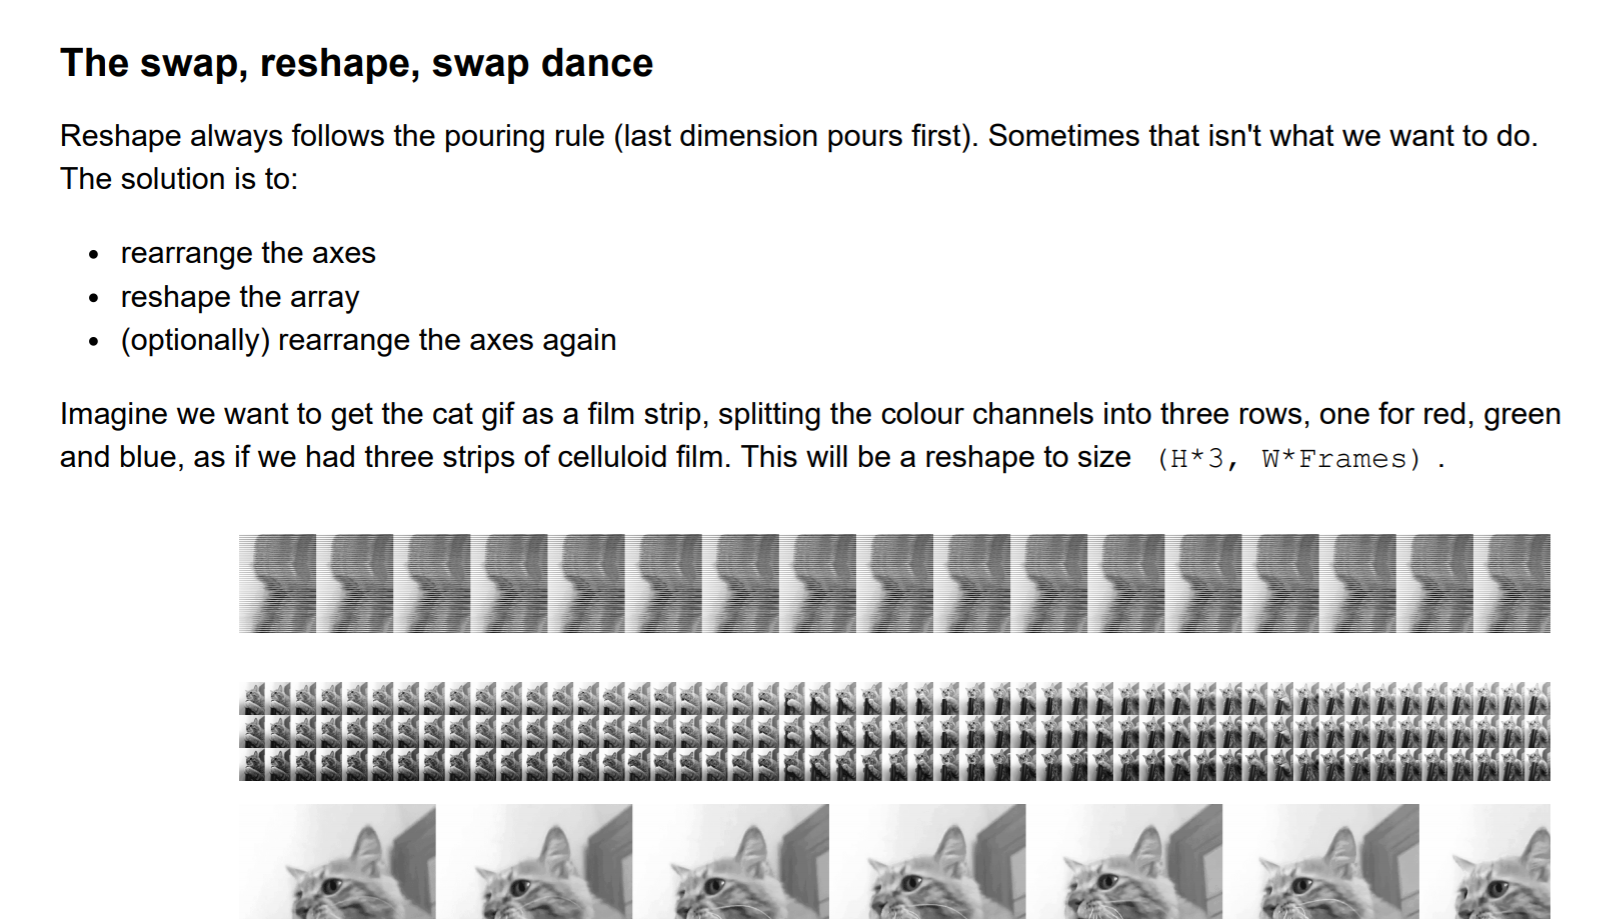 The swap, reshape, swap dance
Reshape always follows the pouring rule (last dimension pours first). Sometimes that isn't what we want to do.
The solution is to:
• rearrange the axes
• reshape the array
• (optionally) rearrange the axes again
Imagine we want to get the cat gif as a film strip, splitting the colour channels into three rows, one for red, green
and blue, as if we had three strips of celluloid film. This will be a reshape to size (H*3, W*Frames) .